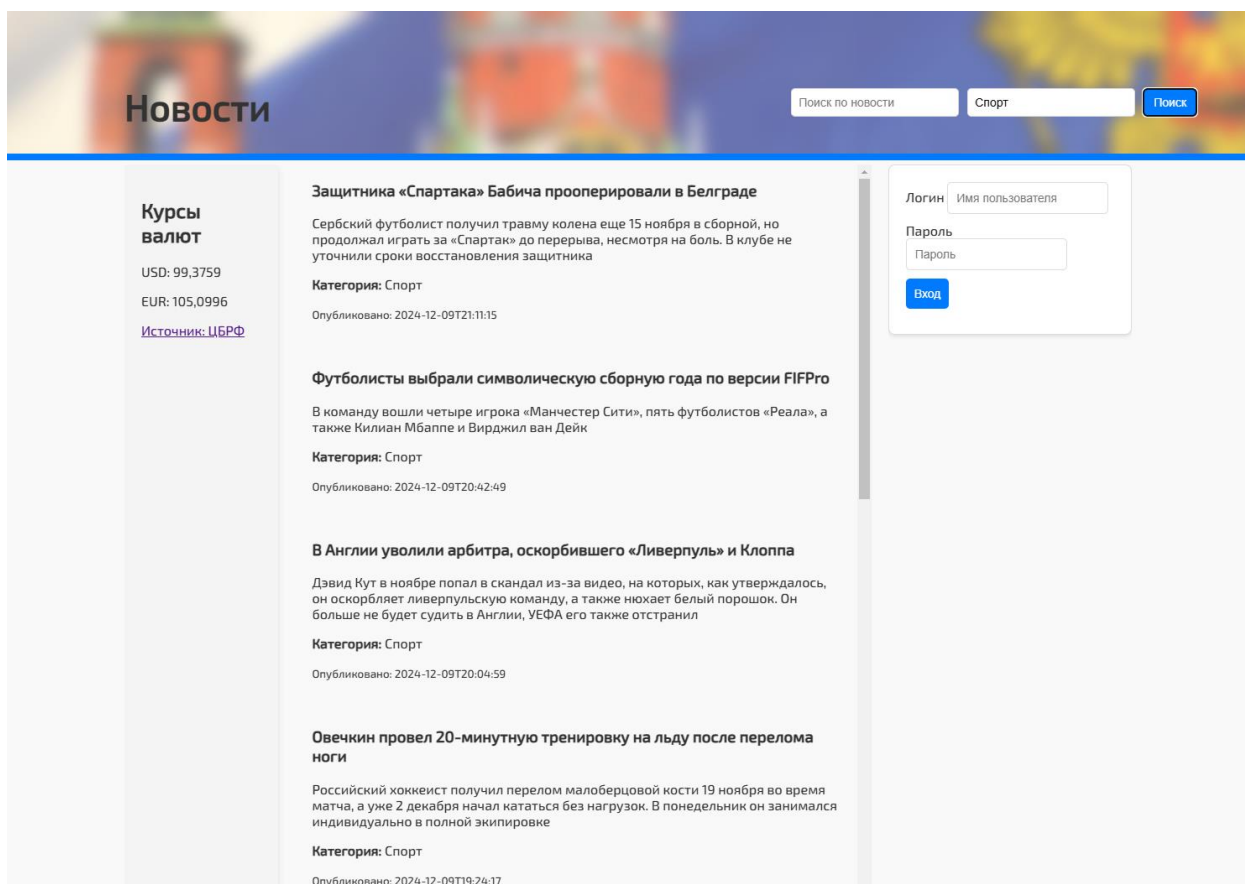 Новости
Поиск по новости
Спорт
Поиск
Курсы
валют
USD: 99,3759
EUR: 105,0996
Источник: ЦБРФ
Защитника «Спартака» Бабича прооперировали в Белграде
Сербский футболист получил травму колена еще 15 ноября в сборной, но
продолжал играть за «Спартак» до перерыва, несмотря на боль. В клубе не
уточнили сроки восстановления защитника
Категория: Спорт
Опубликовано: 2024-12-09T21:11:15
Футболисты выбрали символическую сборную года по версии FIFPro
В команду вошли четыре игрока «Манчестер Сити», пять футболистов «Реала», а
также Килиан Мбаппе и Вирджил ван Дейк
Категория: Спорт
Опубликовано: 2024-12-09T20:42:49
В Англии уволили арбитра, оскорбившего «Ливерпуль» и Клоппа
Дэвид Кут в ноябре попал в скандал из-за видео, на которых, как утверждалось,
он оскорбляет ливерпульскую команду, а также нюхает белый порошок. Он
больше не будет судить в Англии, УЕФА его также отстранил
Категория: Спорт
Опубликовано: 2024-12-09T20:04:59
Овечкин провел 20-минутную тренировку на льду после перелома
ноги
Российский хоккеист получил перелом малоберцовой кости 19 ноября во время
матча, а уже 2 декабря начал кататься без нагрузок. В понедельник он занимался
индивидуально в полной экипировке
Категория: Спорт
Опубликовано: 2024-12-09T19:24:17
Логин
Имя пользователя
Пароль
Пароль
Вход